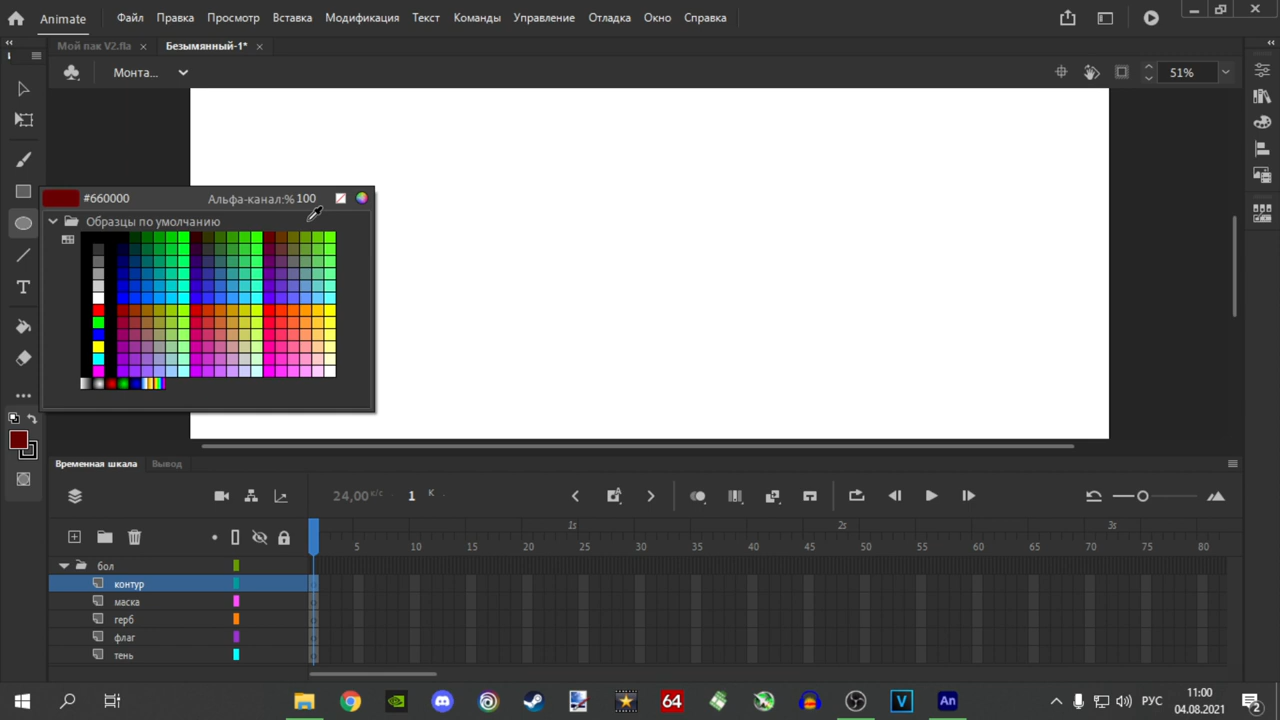 Animate Файл Правка Просмотр Вставка Модификация Текст Команды Управление Отладка Окно Справка
Мой пак V2.fla × Безымянный-1* ×
Монта... 51%
#660000 Альфа-канал:% 100
Образцы по умолчанию
T
Временная шкала Вывод
24,00 к/с 1 К
1s 2s 3s
5 10 15 20 25 30 35 40 45 50 55 60 65 70 75 80
бол
контур
маска
герб
флаг
тень
64 V An РУС 11:00
04.08.2021 2